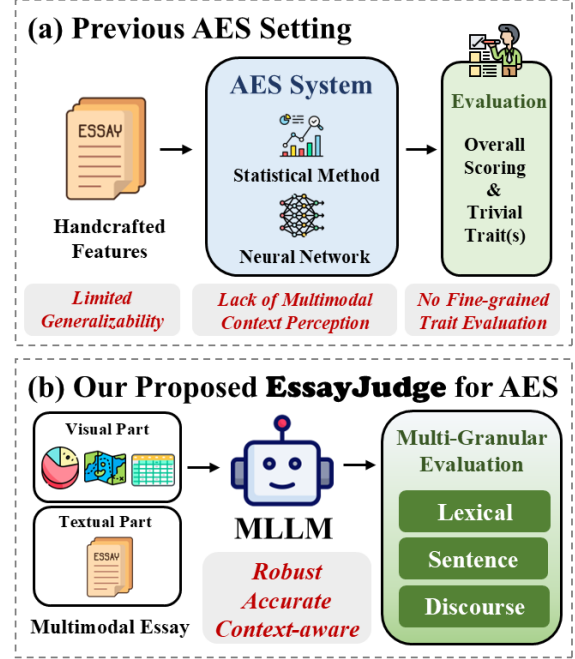 (a) Previous AES Setting
ESSAY
Handcrafted
Features
AES System
Statistical Method
Neural Network
Evaluation
Overall
Scoring
&
Trivial
Trait(s)
Limited
Generalizability
Lack of Multimodal
Context Perception
No Fine-grained
Trait Evaluation
(b) Our Proposed EssayJudge for AES
Visual Part
Textual Part
ESSAY
Multimodal Essay
MLLM
Robust
Accurate
Context-aware
Multi-Granular
Evaluation
Lexical
Sentence
Discourse